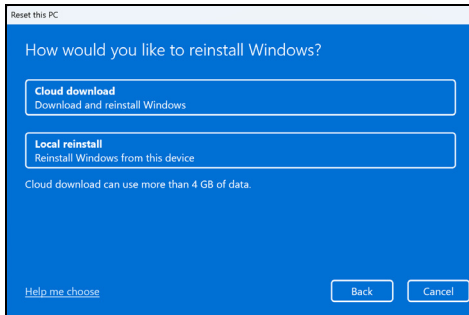 Reset this PC
How would you like to reinstall Windows?
Cloud download
Download and reinstall Windows
Local reinstall
Reinstall Windows from this device
Cloud download can use more than 4 GB of data.
Help me choose
Back
Cancel